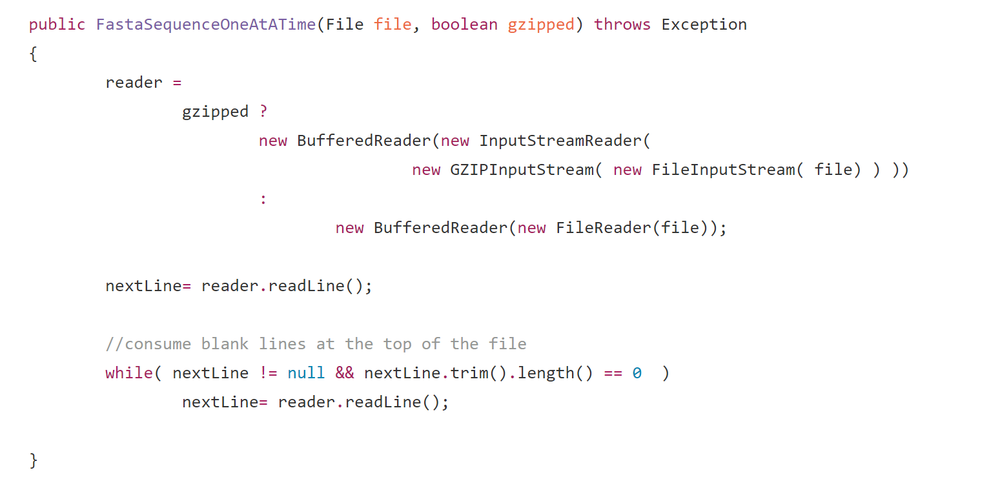 public FastaSequenceOneAtATime(File file, boolean gzipped) throws Exception
{
reader =
gzipped ?
new BufferedReader(new InputStreamReader(
new GZIPInputStream( new FileInputStream( file) ) ))
:
new BufferedReader(new FileReader(file));
nextLine= reader.readLine();
//consume blank lines at the top of the file
while( nextLine != null && nextLine.trim().length() == 0  )
nextLine= reader.readLine();
}